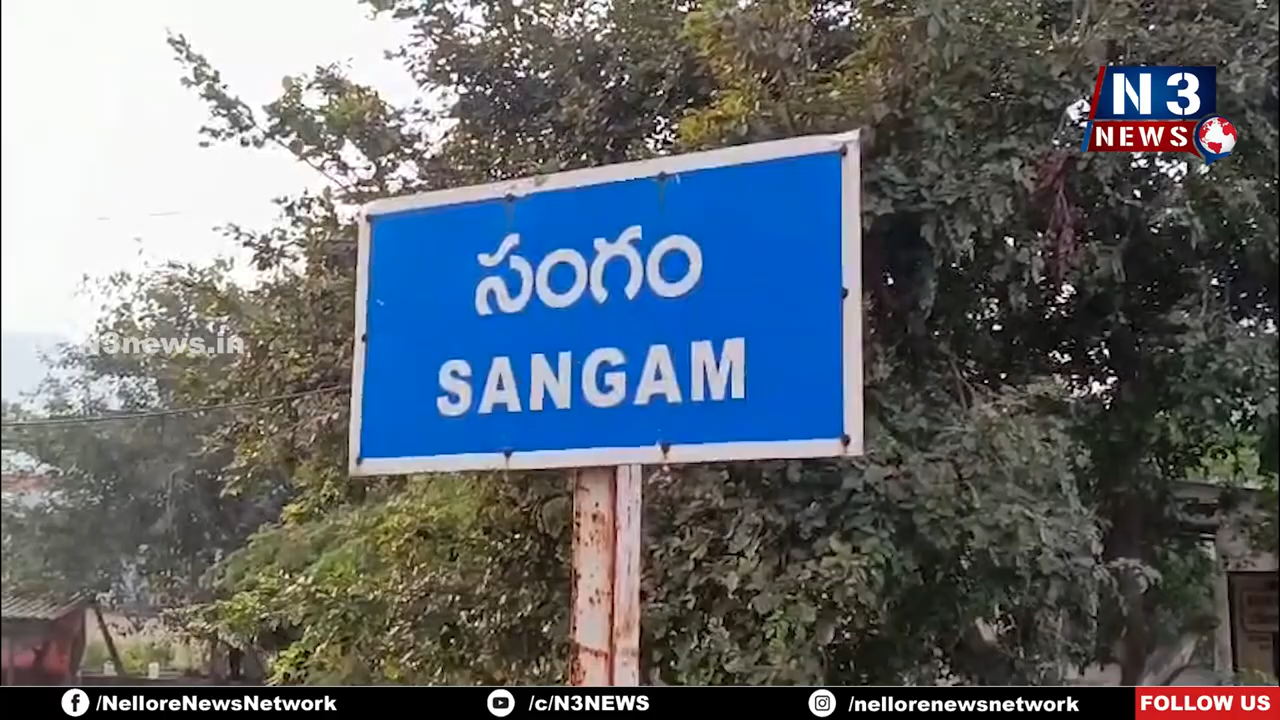 N3
NEWS
సంగం
SANGAM
N3news.in
/NelloreNewsNetwork
/c/N3NEWS
/nellorenewsnetwork
FOLLOW US